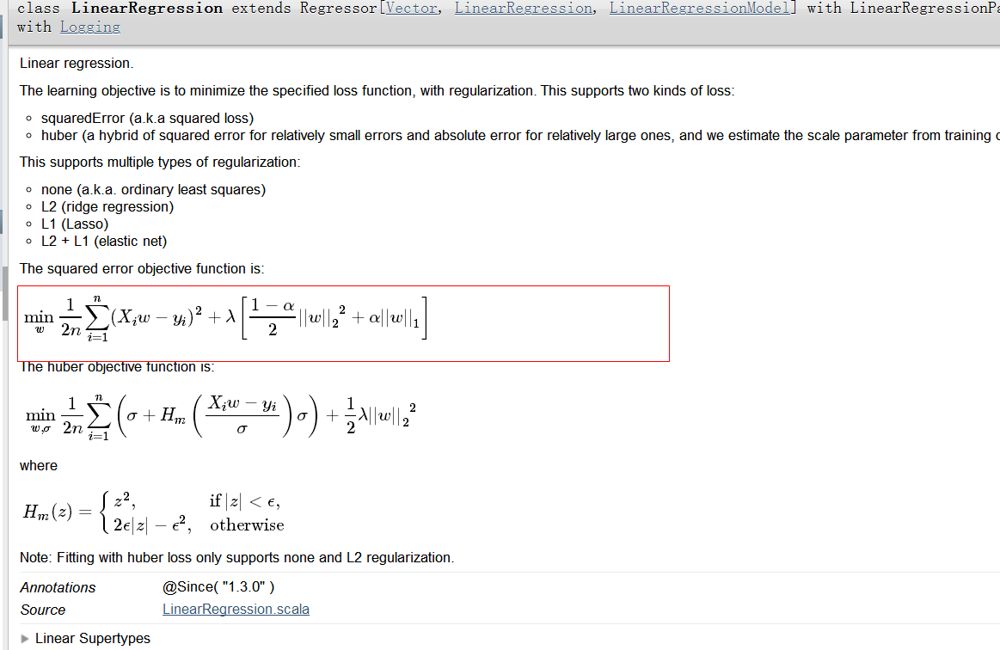 class LinearRegression extends Regressor[Vector, LinearRegression, LinearRegressionModel] with
with Logging
Linear regression.
The learning objective is to minimize the specified loss function, with regularization. This supports two kinds of loss:
◦ squaredError (a.k.a squared loss)
◦ huber (a hybrid of squared error for relatively small errors and absolute error for relatively large ones, and we estimate the scale parameter from training
This supports multiple types of regularization:
◦ none (a.k.a. ordinary least squares)
◦ L2 (ridge regression)
◦ L1 (Lasso)
◦ L2 + L1 (elastic net)
The squared error objective function is:
\min_{w} \frac{1}{2n} \sum_{i=1}^{n} (X_i w - y_i)^2 + \lambda \left[ \frac{1-\alpha}{2} ||w||_2^2 + \alpha ||w||_1 \right]
The huber objective function is:
\min_{w,\sigma} \frac{1}{2n} \sum_{i=1}^{n} \left( \sigma + H_m \left( \frac{X_i w - y_i}{\sigma} \right) \sigma \right) + \frac{1}{2} \lambda ||w||_2^2
where
H_m(z) = \begin{cases} z^2, & \text{if } |z| < \epsilon, \\ 2\epsilon|z| - \epsilon^2, & \text{otherwise} \end{cases}
Note: Fitting with huber loss only supports none and L2 regularization.
Annotations @Since( "1.3.0" )
Source LinearRegression.scala
▶ Linear Supertypes